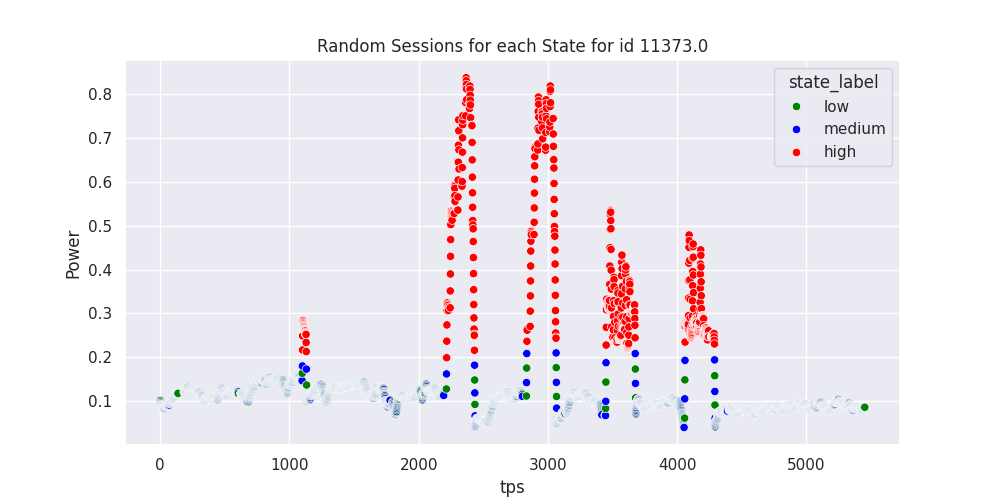 Random Sessions for each State for id 11373.0
state_label
low
medium
high
Power
0.8
0.7
0.6
0.5
0.4
0.3
0.2
0.1
0 1000 2000 3000 4000 5000
tps